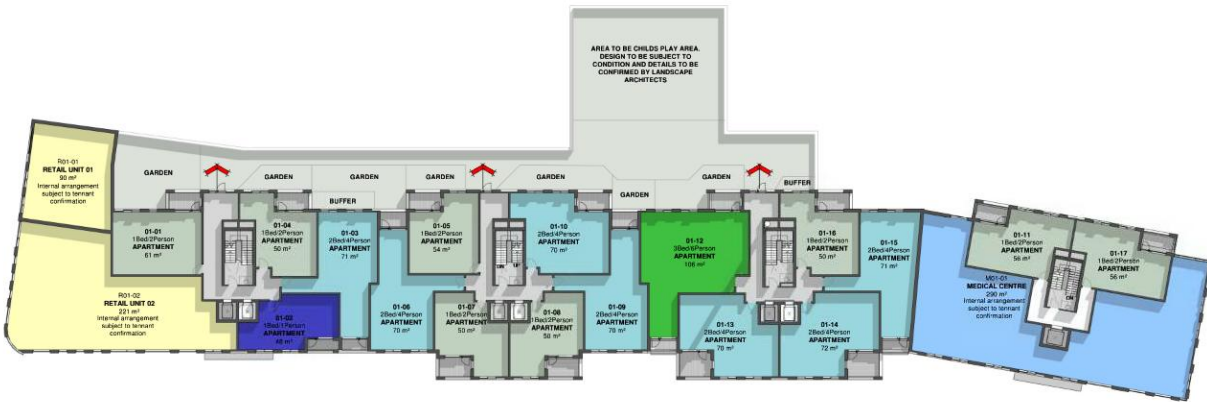 AREA TO BE CHILDS PLAY AREA.
DESIGN TO BE SUBJECT TO
CONDITION AND DETAILS TO BE
CONFIRMED BY LANDSCAPE
ARCHITECTS
R01-01
RETAIL UNIT 01
90 m²
Internal arrangement
subject to tennant
confirmation
GARDEN
GARDEN
BUFFER
GARDEN
GARDEN
GARDEN
GARDEN
BUFFER
01-01
1Bed/2Person
APARTMENT
61 m²
01-04
1Bed/2Person
APARTMENT
50 m²
01-03
2Bed/4Person
APARTMENT
71 m²
01-05
1Bed/2Person
APARTMENT
54 m²
01-10
2Bed/4Person
APARTMENT
70 m²
01-12
3Bed/6Person
APARTMENT
106 m²
01-16
1Bed/2Person
APARTMENT
50 m²
01-15
2Bed/4Person
APARTMENT
71 m²
01-11
1Bed/2Person
APARTMENT
56 m²
01-17
1Bed/2Person
APARTMENT
56 m²
R01-02
RETAIL UNIT 02
221 m²
Internal arrangement
subject to tennant
confirmation
01-02
1Bed/1Person
APARTMENT
01-06
2Bed/4Person
APARTMENT
70 m²
01-07
1Bed/2Person
APARTMENT
50 m²
01-08
1Bed/2Person
APARTMENT
50 m²
01-09
2Bed/4Person
APARTMENT
70 m²
01-13
2Bed/4Person
APARTMENT
70 m²
01-14
2Bed/4Person
APARTMENT
72 m²
M01-01
MEDICAL CENTRE
290 m²
Internal arrangement
subject to tennant
confirmation